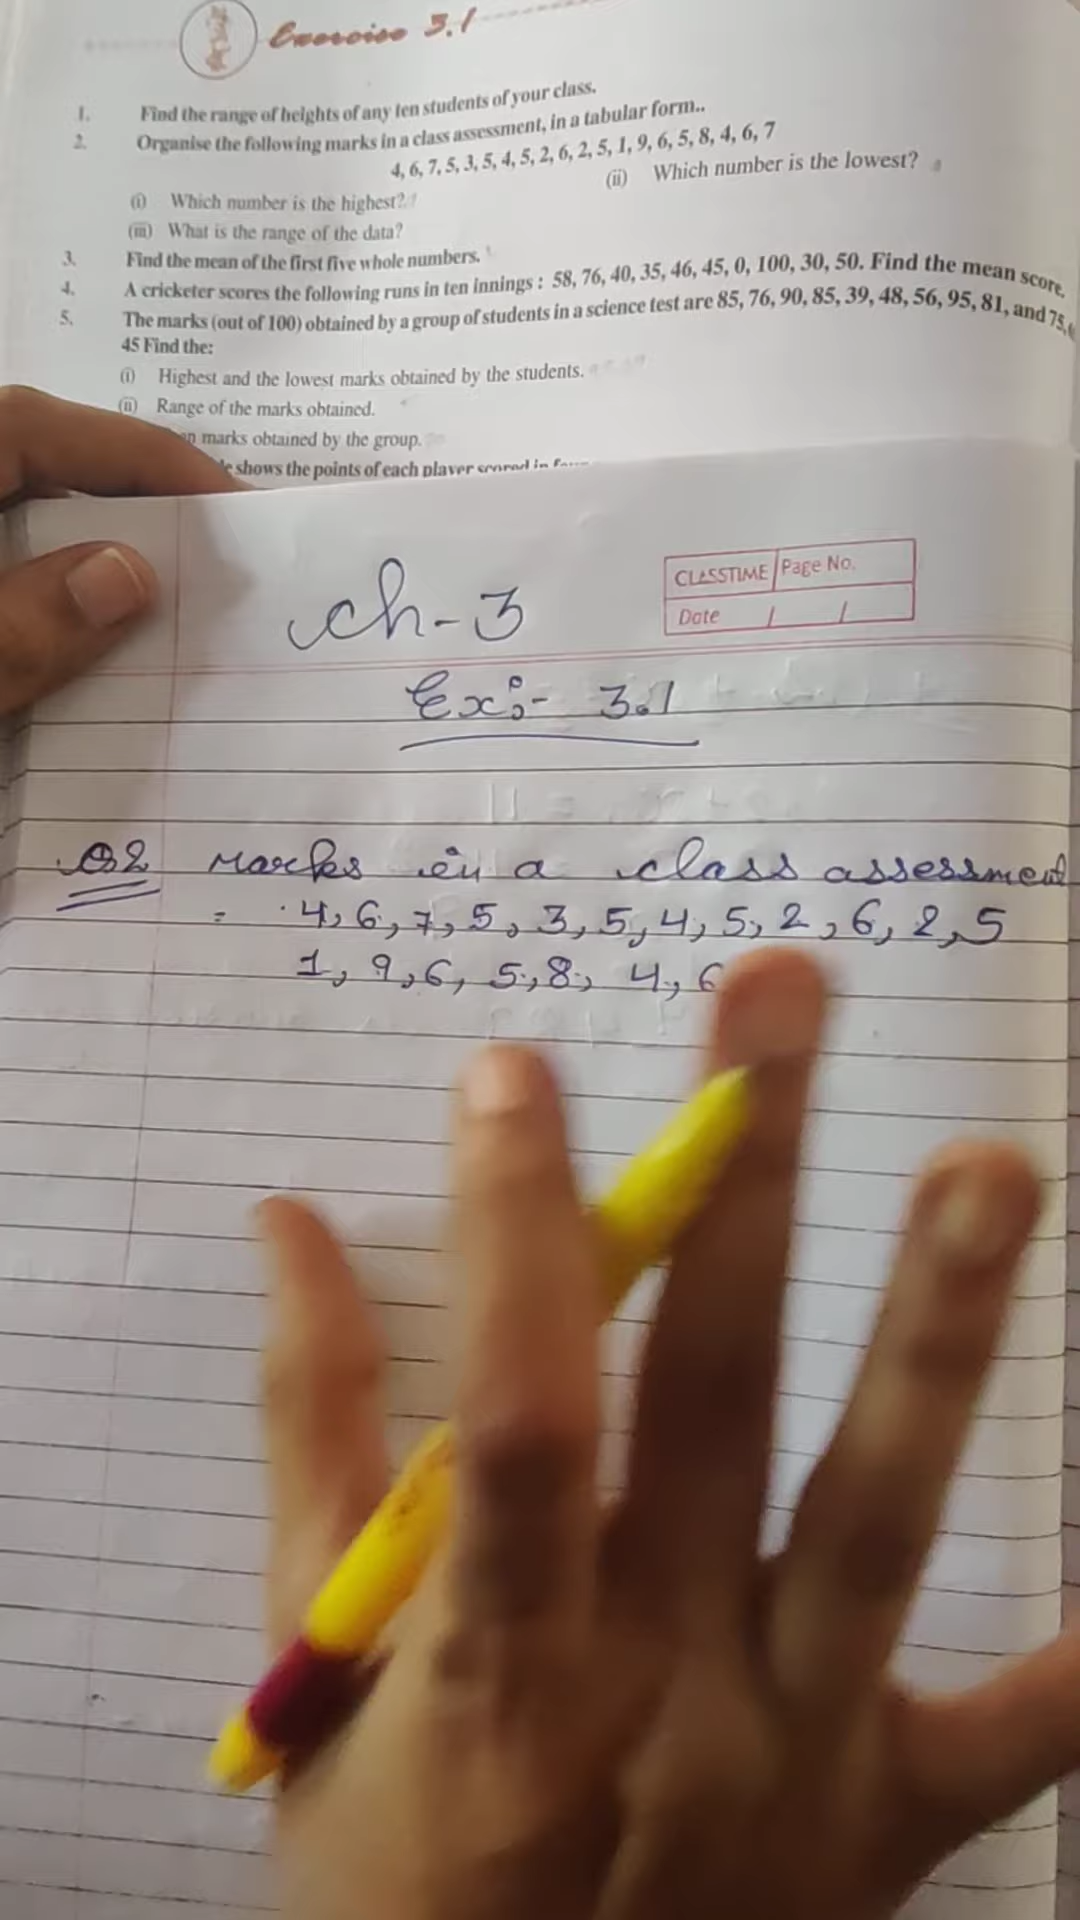 Exercise 3.1
1. Find the range of heights of any ten students of your class.
2. Organise the following marks in a class assessment, in a tabular form..
4, 6, 7, 5, 3, 5, 4, 5, 2, 6, 2, 5, 1, 9, 6, 5, 8, 4, 6, 7
(i) Which number is the highest? (ii) Which number is the lowest?
(iii) What is the range of the data?
3. Find the mean of the first five whole numbers.
4. A cricketer scores the following runs in ten innings : 58, 76, 40, 35, 46, 45, 0, 100, 30, 50. Find the mean score.
5. The marks (out of 100) obtained by a group of students in a science test are 85, 76, 90, 85, 39, 48, 56, 95, 81, and 75,
45 Find the:
(i) Highest and the lowest marks obtained by the students.
(ii) Range of the marks obtained.
marks obtained by the group.
shows the points of each player scored in
ch-3
CLASSTIME Page No.
Date / /
Ex:- 3.1
Q2 Marks in a class assessment
= 4, 6, 7, 5, 3, 5, 4, 5, 2, 6, 2, 5
1, 9, 6, 5, 8, 4, 6